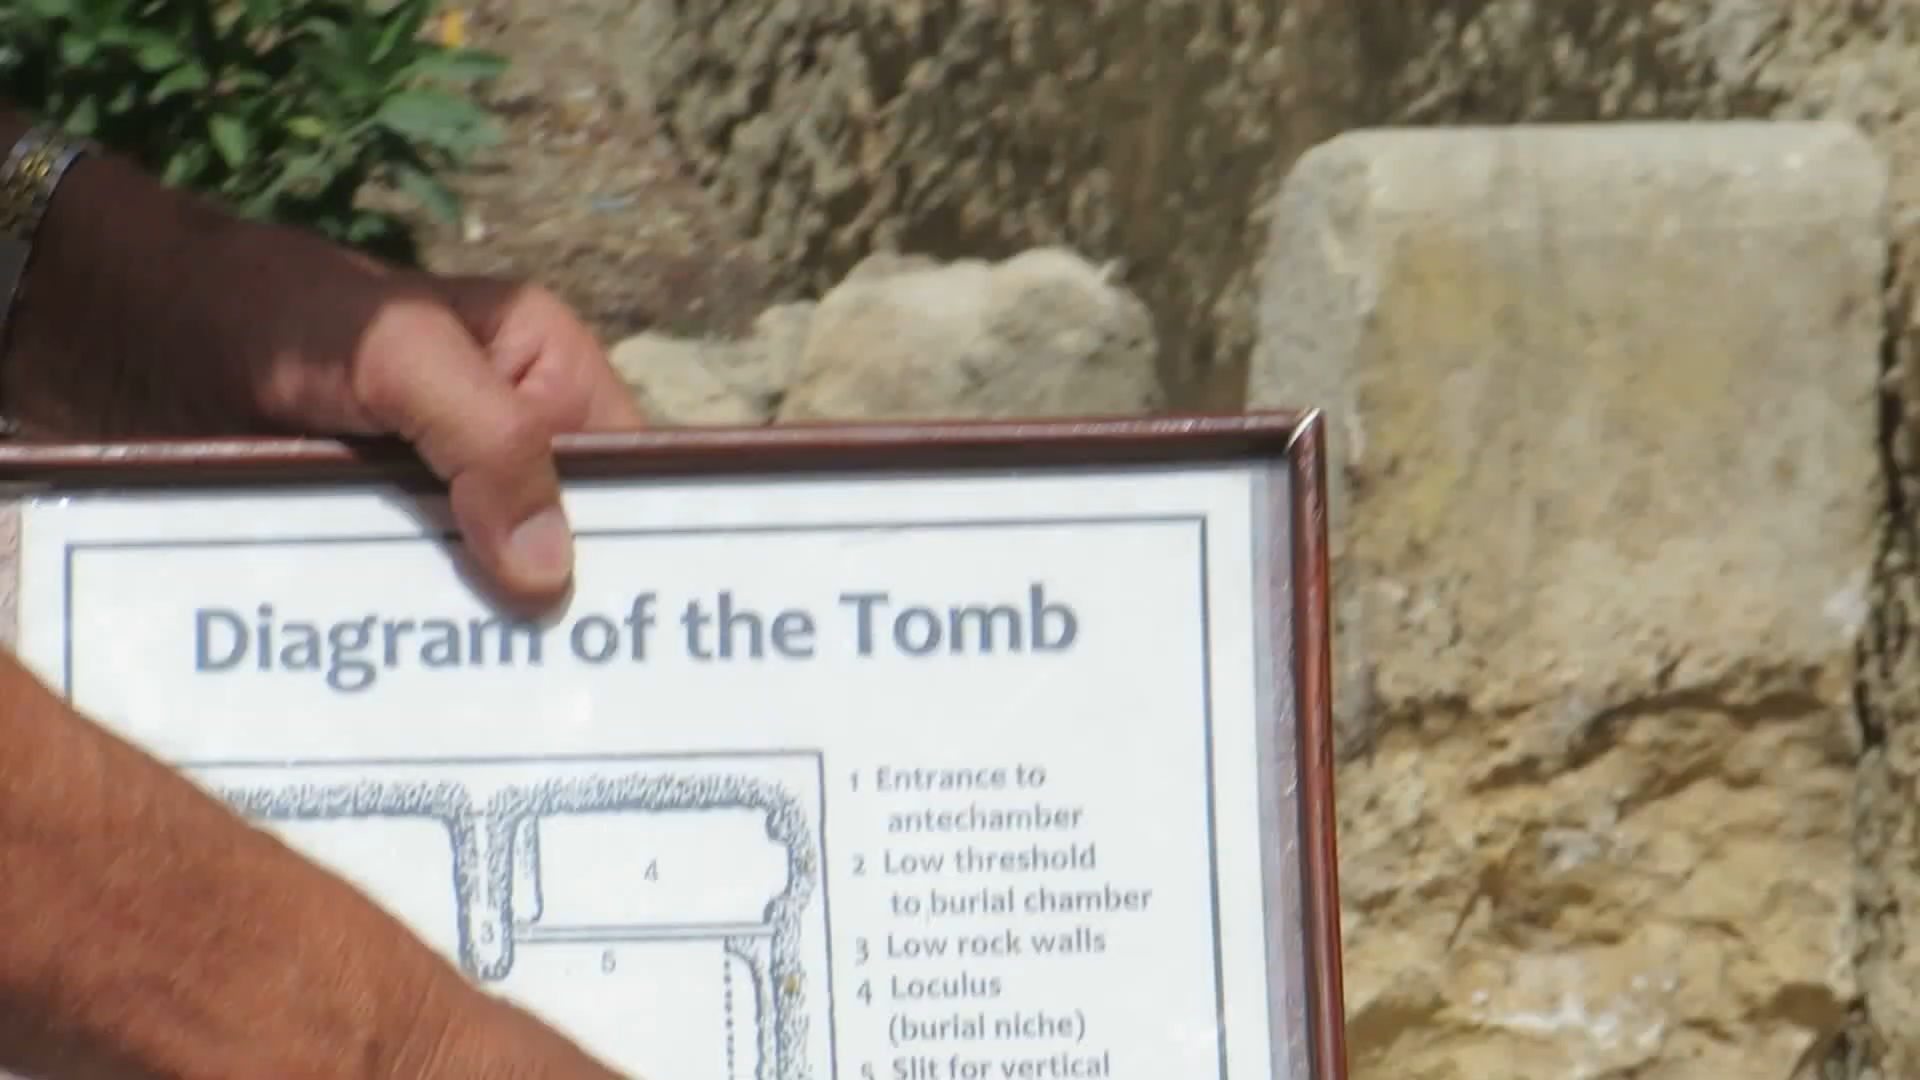 Diagram of the Tomb
1 Entrance to
antechamber
2 Low threshold
to burial chamber
3 Low rock walls
4 Loculus
(burial niche)
5 Slit for vertical
4
3